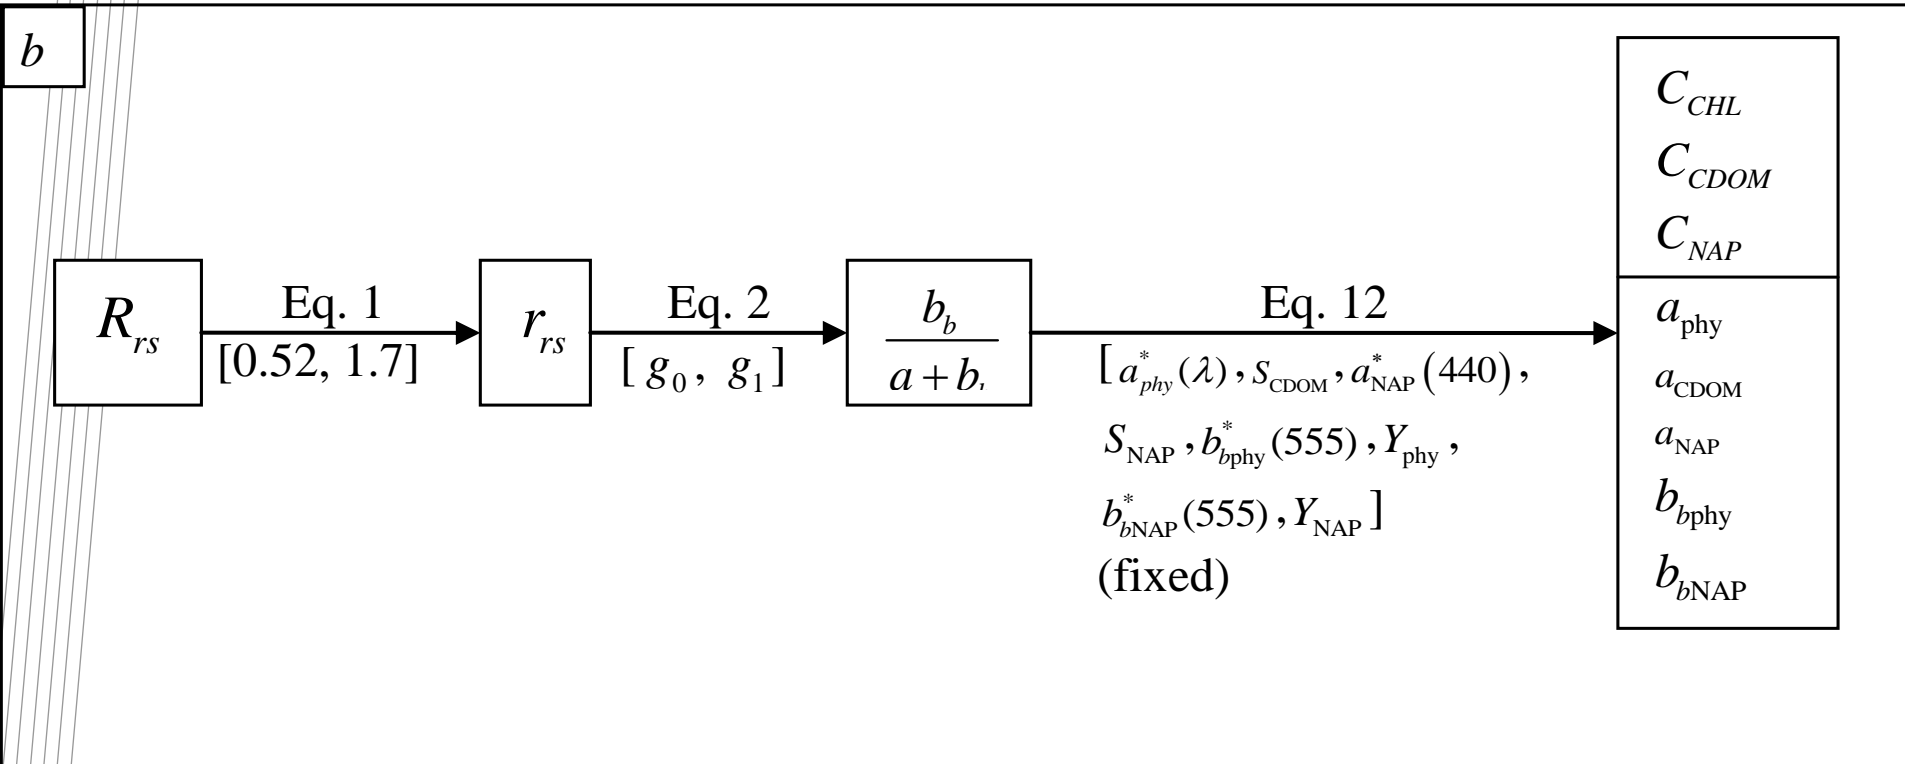 b
C_CHL
C_CDOM
C_NAP
R_rs
Eq. 1
[0.52, 1.7]
r_rs
Eq. 2
[g_0, g_1]
b_b
a + b
Eq. 12
[a*_phy(λ), S_CDOM, a*_NAP(440),
S_NAP, b*_bphy(555), Y_phy,
b*_bNAP(555), Y_NAP]
(fixed)
a_phy
a_CDOM
a_NAP
b_bphy
b_bNAP